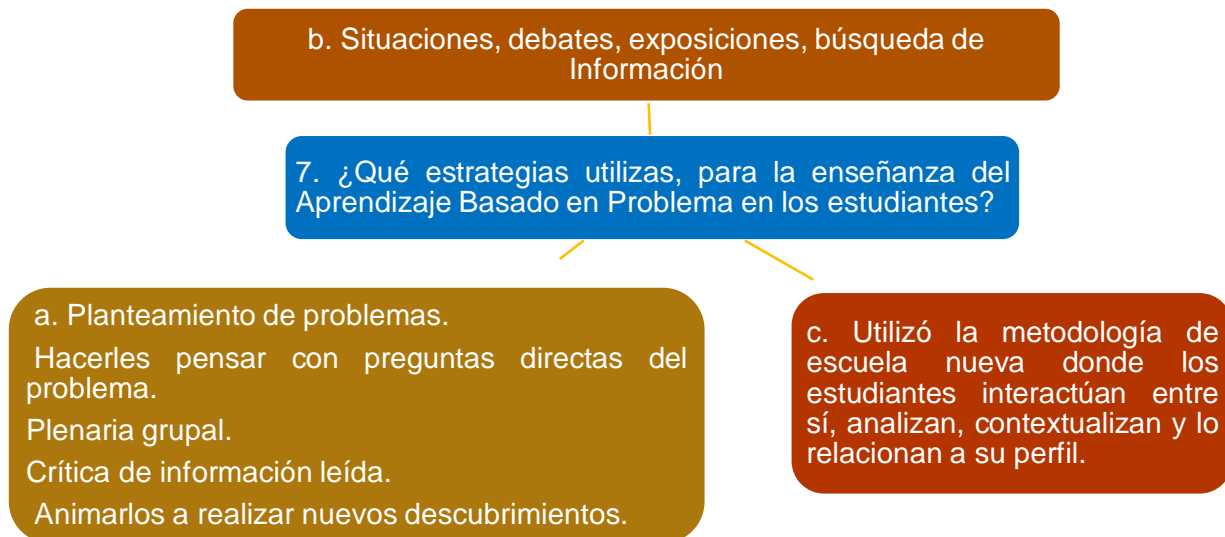 b. Situaciones, debates, exposiciones, búsqueda de
Información
7. ¿Qué estrategias utilizas, para la enseñanza del
Aprendizaje Basado en Problema en los estudiantes?
a. Planteamiento de problemas.
Hacerles pensar con preguntas directas del
problema.
Plenaria grupal.
Crítica de información leída.
Animarlos a realizar nuevos descubrimientos.
c. Utilizó la metodología de
escuela nueva donde los
estudiantes interactúan entre
sí, analizan, contextualizan y lo
relacionan a su perfil.